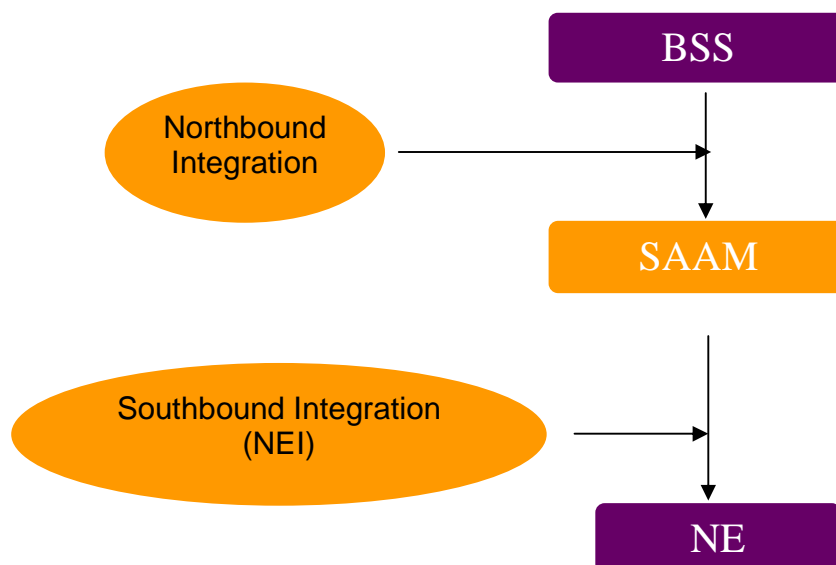 BSS
Northbound
Integration
SAAM
Southbound Integration
(NEI)
NE